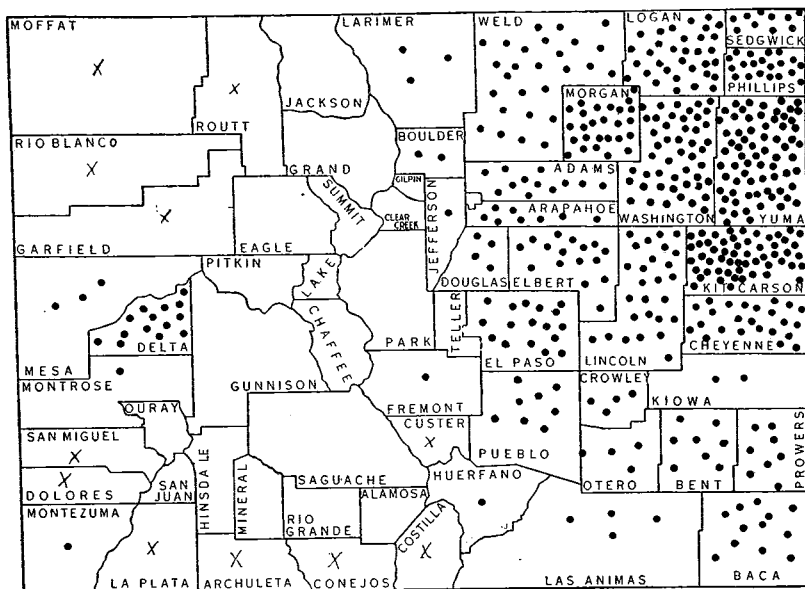 MOFFAT
LARIMER
WELD
LOGAN
SEDGWICK
PHILLIPS
MORGAN
JACKSON
ROUTT
BOULDER
RIO BLANCO
GRAND
ADAMS
GILPIN
SUMMIT
CLEAR
CREEK
JEFFERSON
ARAPAHOE
WASHINGTON
YUMA
GARFIELD
EAGLE
PITKIN
LAKE
DOUGLAS
ELBERT
KIT CARSON
TELLER
CHAFFEE
MESA
DELTA
PARK
EL PASO
LINCOLN
CHEYENNE
MONTROSE
GUNNISON
CROWLEY
KIOWA
OURAY
FREMONT
CUSTER
SAN MIGUEL
PUEBLO
PROWERS
HINSDALE
MINERAL
SAGUACHE
HUERFANO
OTERO
BENT
DOLORES
SAN
JUAN
ALAMOSA
MONTEZUMA
RIO
GRANDE
COSTILLA
LA PLATA
ARCHULETA
CONEJOS
LAS ANIMAS
BACA
X
X
X
X
X
X
X
X
X
X
X